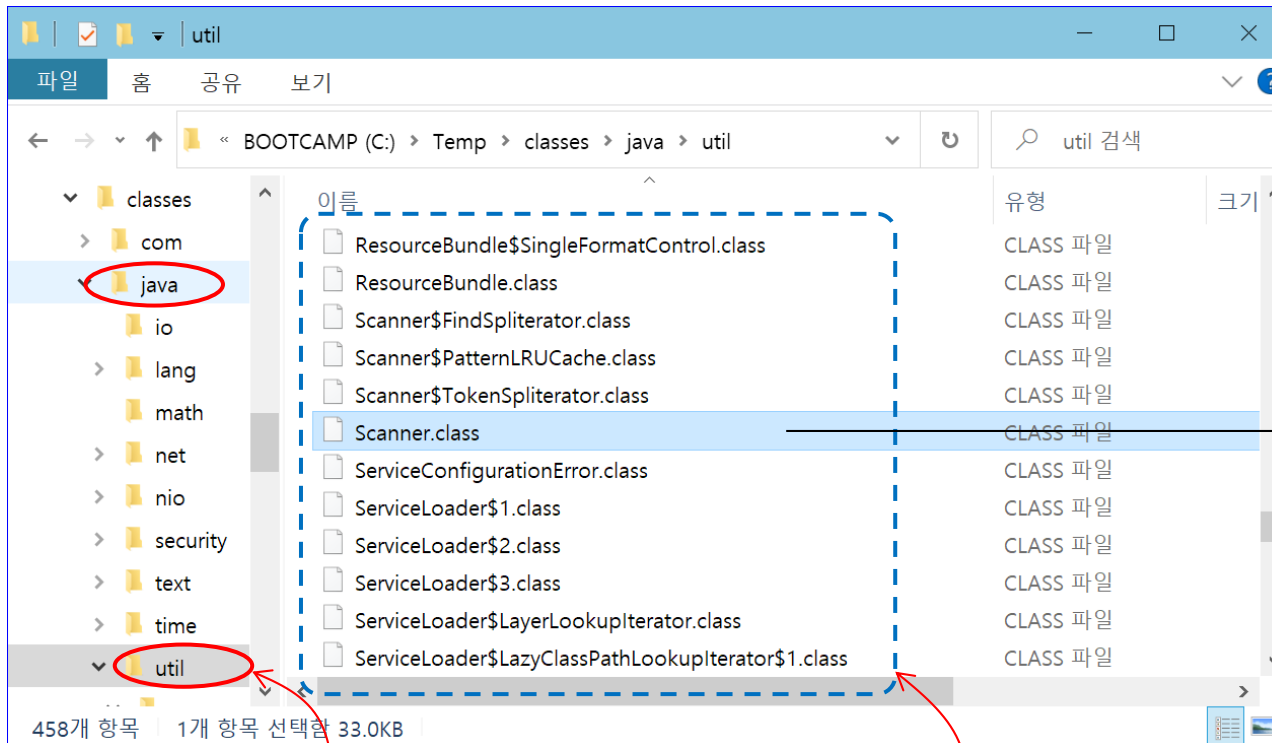 util
파일 홈 공유 보기
« BOOTCAMP (C:) > Temp > classes > java > util
util 검색
classes
com
java
io
lang
math
net
nio
security
text
time
util
이름 유형 크기
ResourceBundle$SingleFormatControl.class CLASS 파일
ResourceBundle.class CLASS 파일
Scanner$FindSpliterator.class CLASS 파일
Scanner$PatternLRUCache.class CLASS 파일
Scanner$TokenSpliterator.class CLASS 파일
Scanner.class CLASS 파일
ServiceConfigurationError.class CLASS 파일
ServiceLoader$1.class CLASS 파일
ServiceLoader$2.class CLASS 파일
ServiceLoader$3.class CLASS 파일
ServiceLoader$LayerLookupIterator.class CLASS 파일
ServiceLoader$LazyClassPathLookupIterator$1.class CLASS 파일
458개 항목 1개 항목 선택함 33.0KB